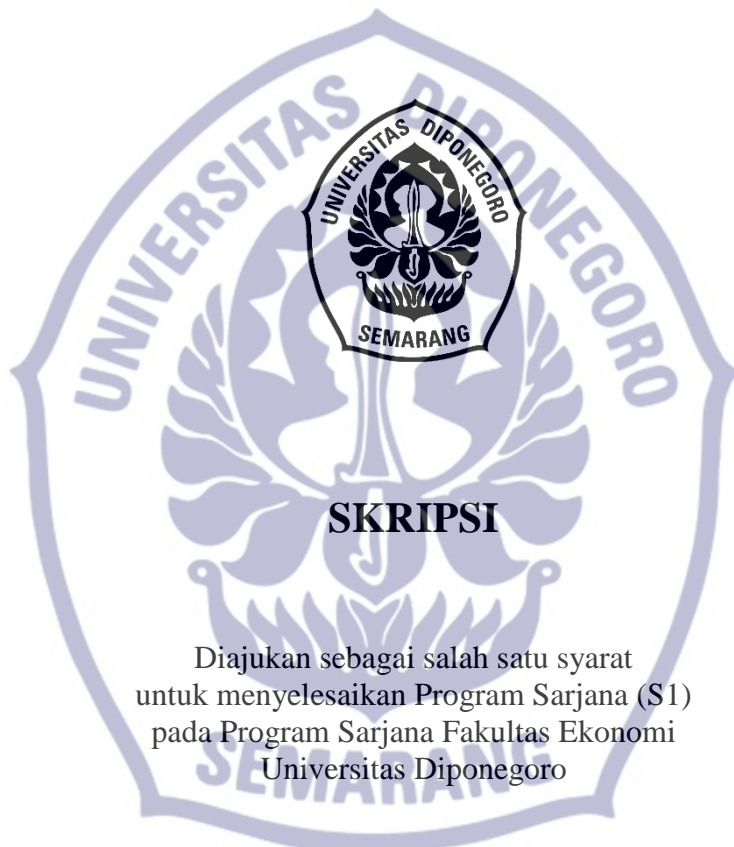 UNIVERSITAS DIPONEGORO
SEMARANG
UNIVERSITAS DIPONEGORO
SKRIPSI
Diajukan sebagai salah satu syarat
untuk menyelesaikan Program Sarjana (S1)
pada Program Sarjana Fakultas Ekonomi
Universitas Diponegoro
SEMARANG